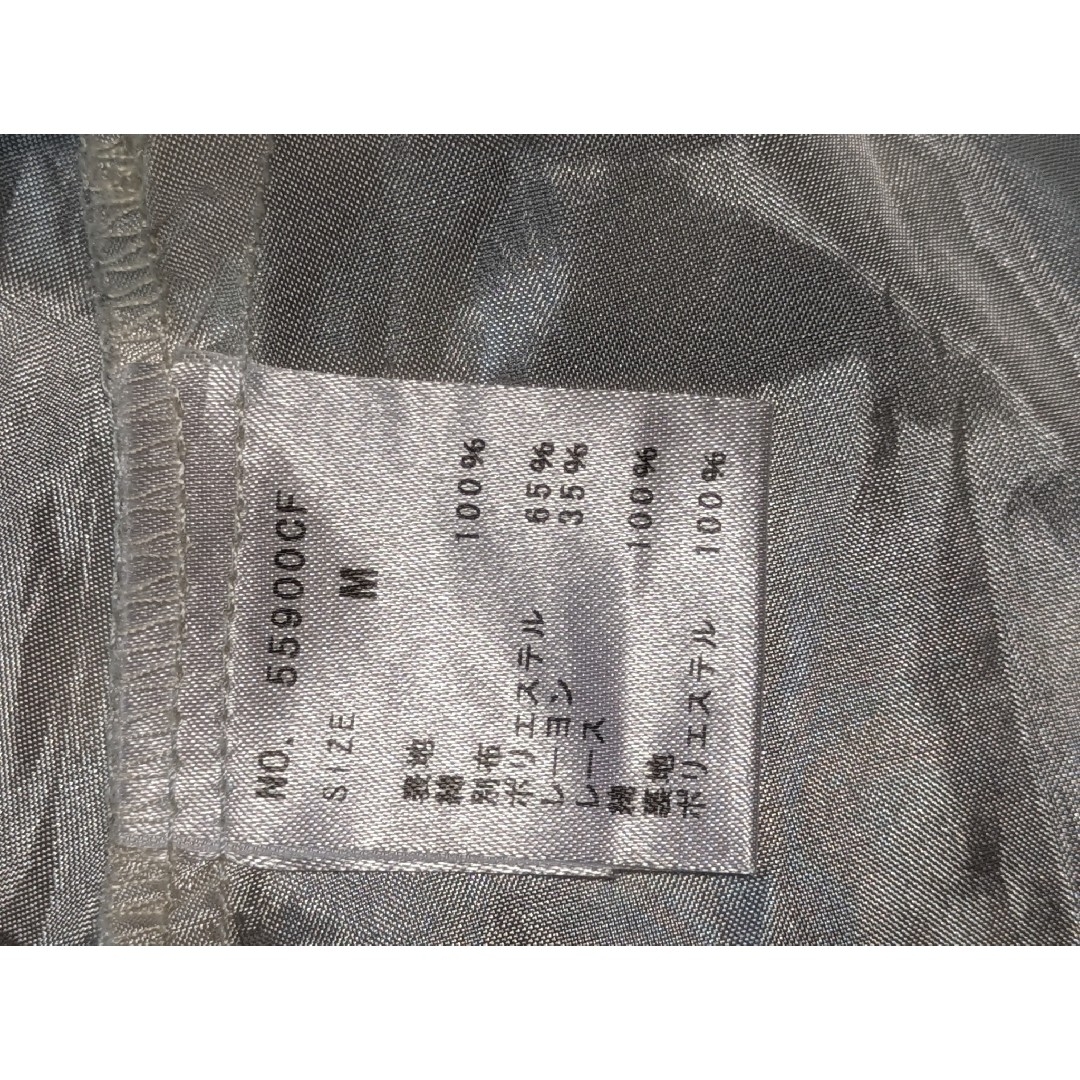 NO. 55900CF
SIZE M
表地
綿 100%
別布
ポリエステル 65%
レーヨン 35%
レース
綿 100%
裏地
ポリエステル 100%